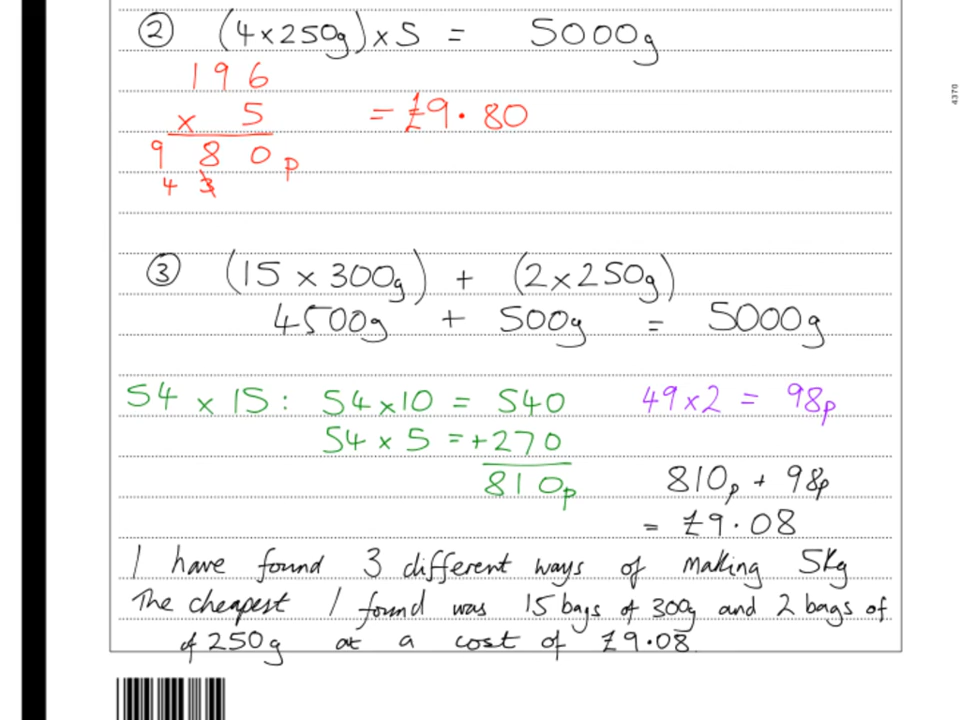 ② (4×250g)×5 = 5000g
196
× 5 = £9.80
980p
4 3
③ (15 × 300g) + (2×250g)
4500g + 500g = 5000g
54 × 15: 54×10 = 540 49×2 = 98p
54 × 5 = +270
810p 810p + 98p
= £9.08
I have found 3 different ways of making 5kg
The cheapest I found was 15 bags of 300g and 2 bags of
of 250g at a cost of £9.08
4370